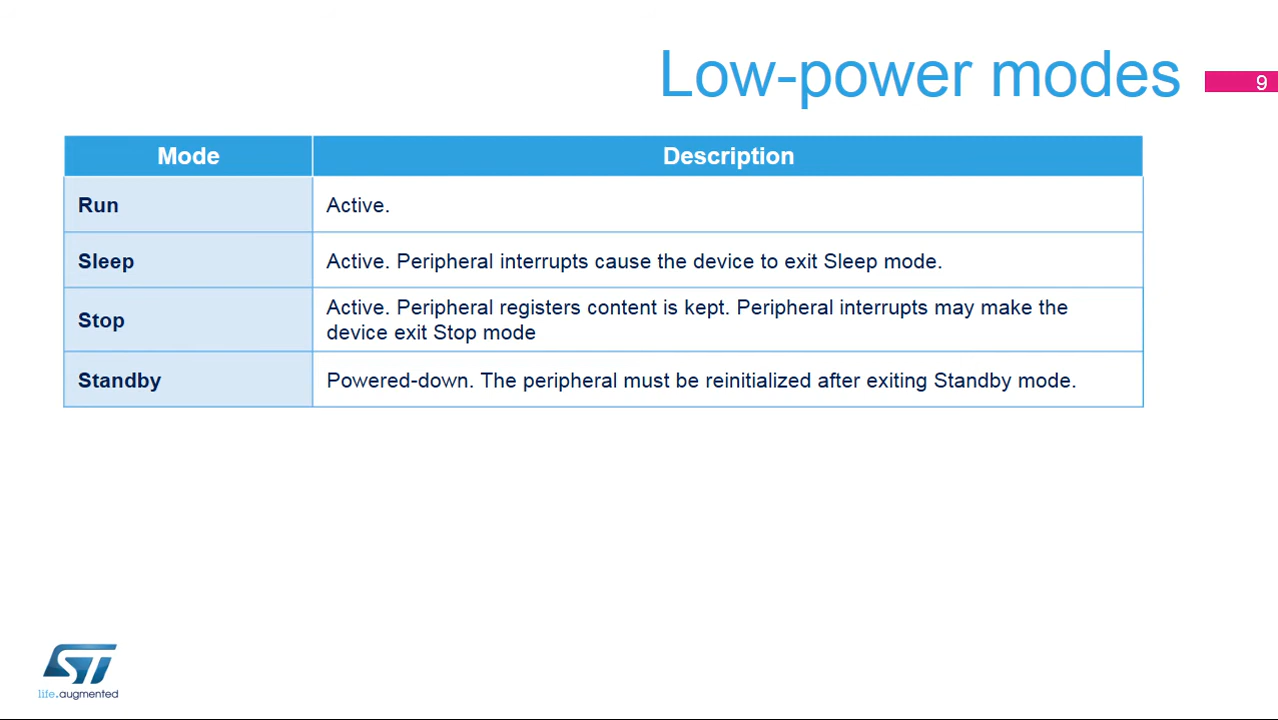 Low-power modes
9
Mode
Description
Run
Active.
Sleep
Active. Peripheral interrupts cause the device to exit Sleep mode.
Stop
Active. Peripheral registers content is kept. Peripheral interrupts may make the
device exit Stop mode
Standby
Powered-down. The peripheral must be reinitialized after exiting Standby mode.
ST
life.augmented